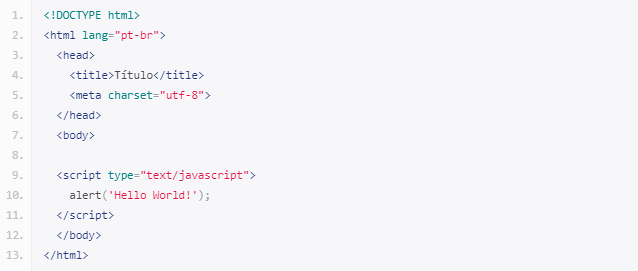 1. <!DOCTYPE html>
2. <html lang="pt-br">
3.   <head>
4.     <title>Título</title>
5.     <meta charset="utf-8">
6.   </head>
7.   <body>
8.
9.   <script type="text/javascript">
10.     alert('Hello World!');
11.   </script>
12.   </body>
13. </html>